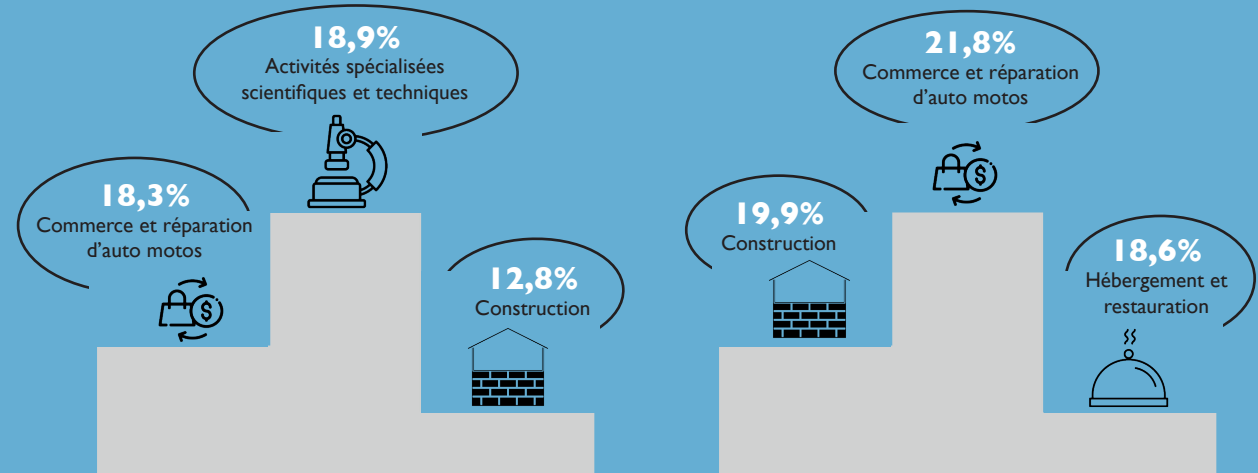 18,9%
Activités spécialisées
scientifiques et techniques
18,3%
Commerce et réparation
d'auto motos
12,8%
Construction
21,8%
Commerce et réparation
d'auto motos
19,9%
Construction
18,6%
Hébergement et
restauration
$
$